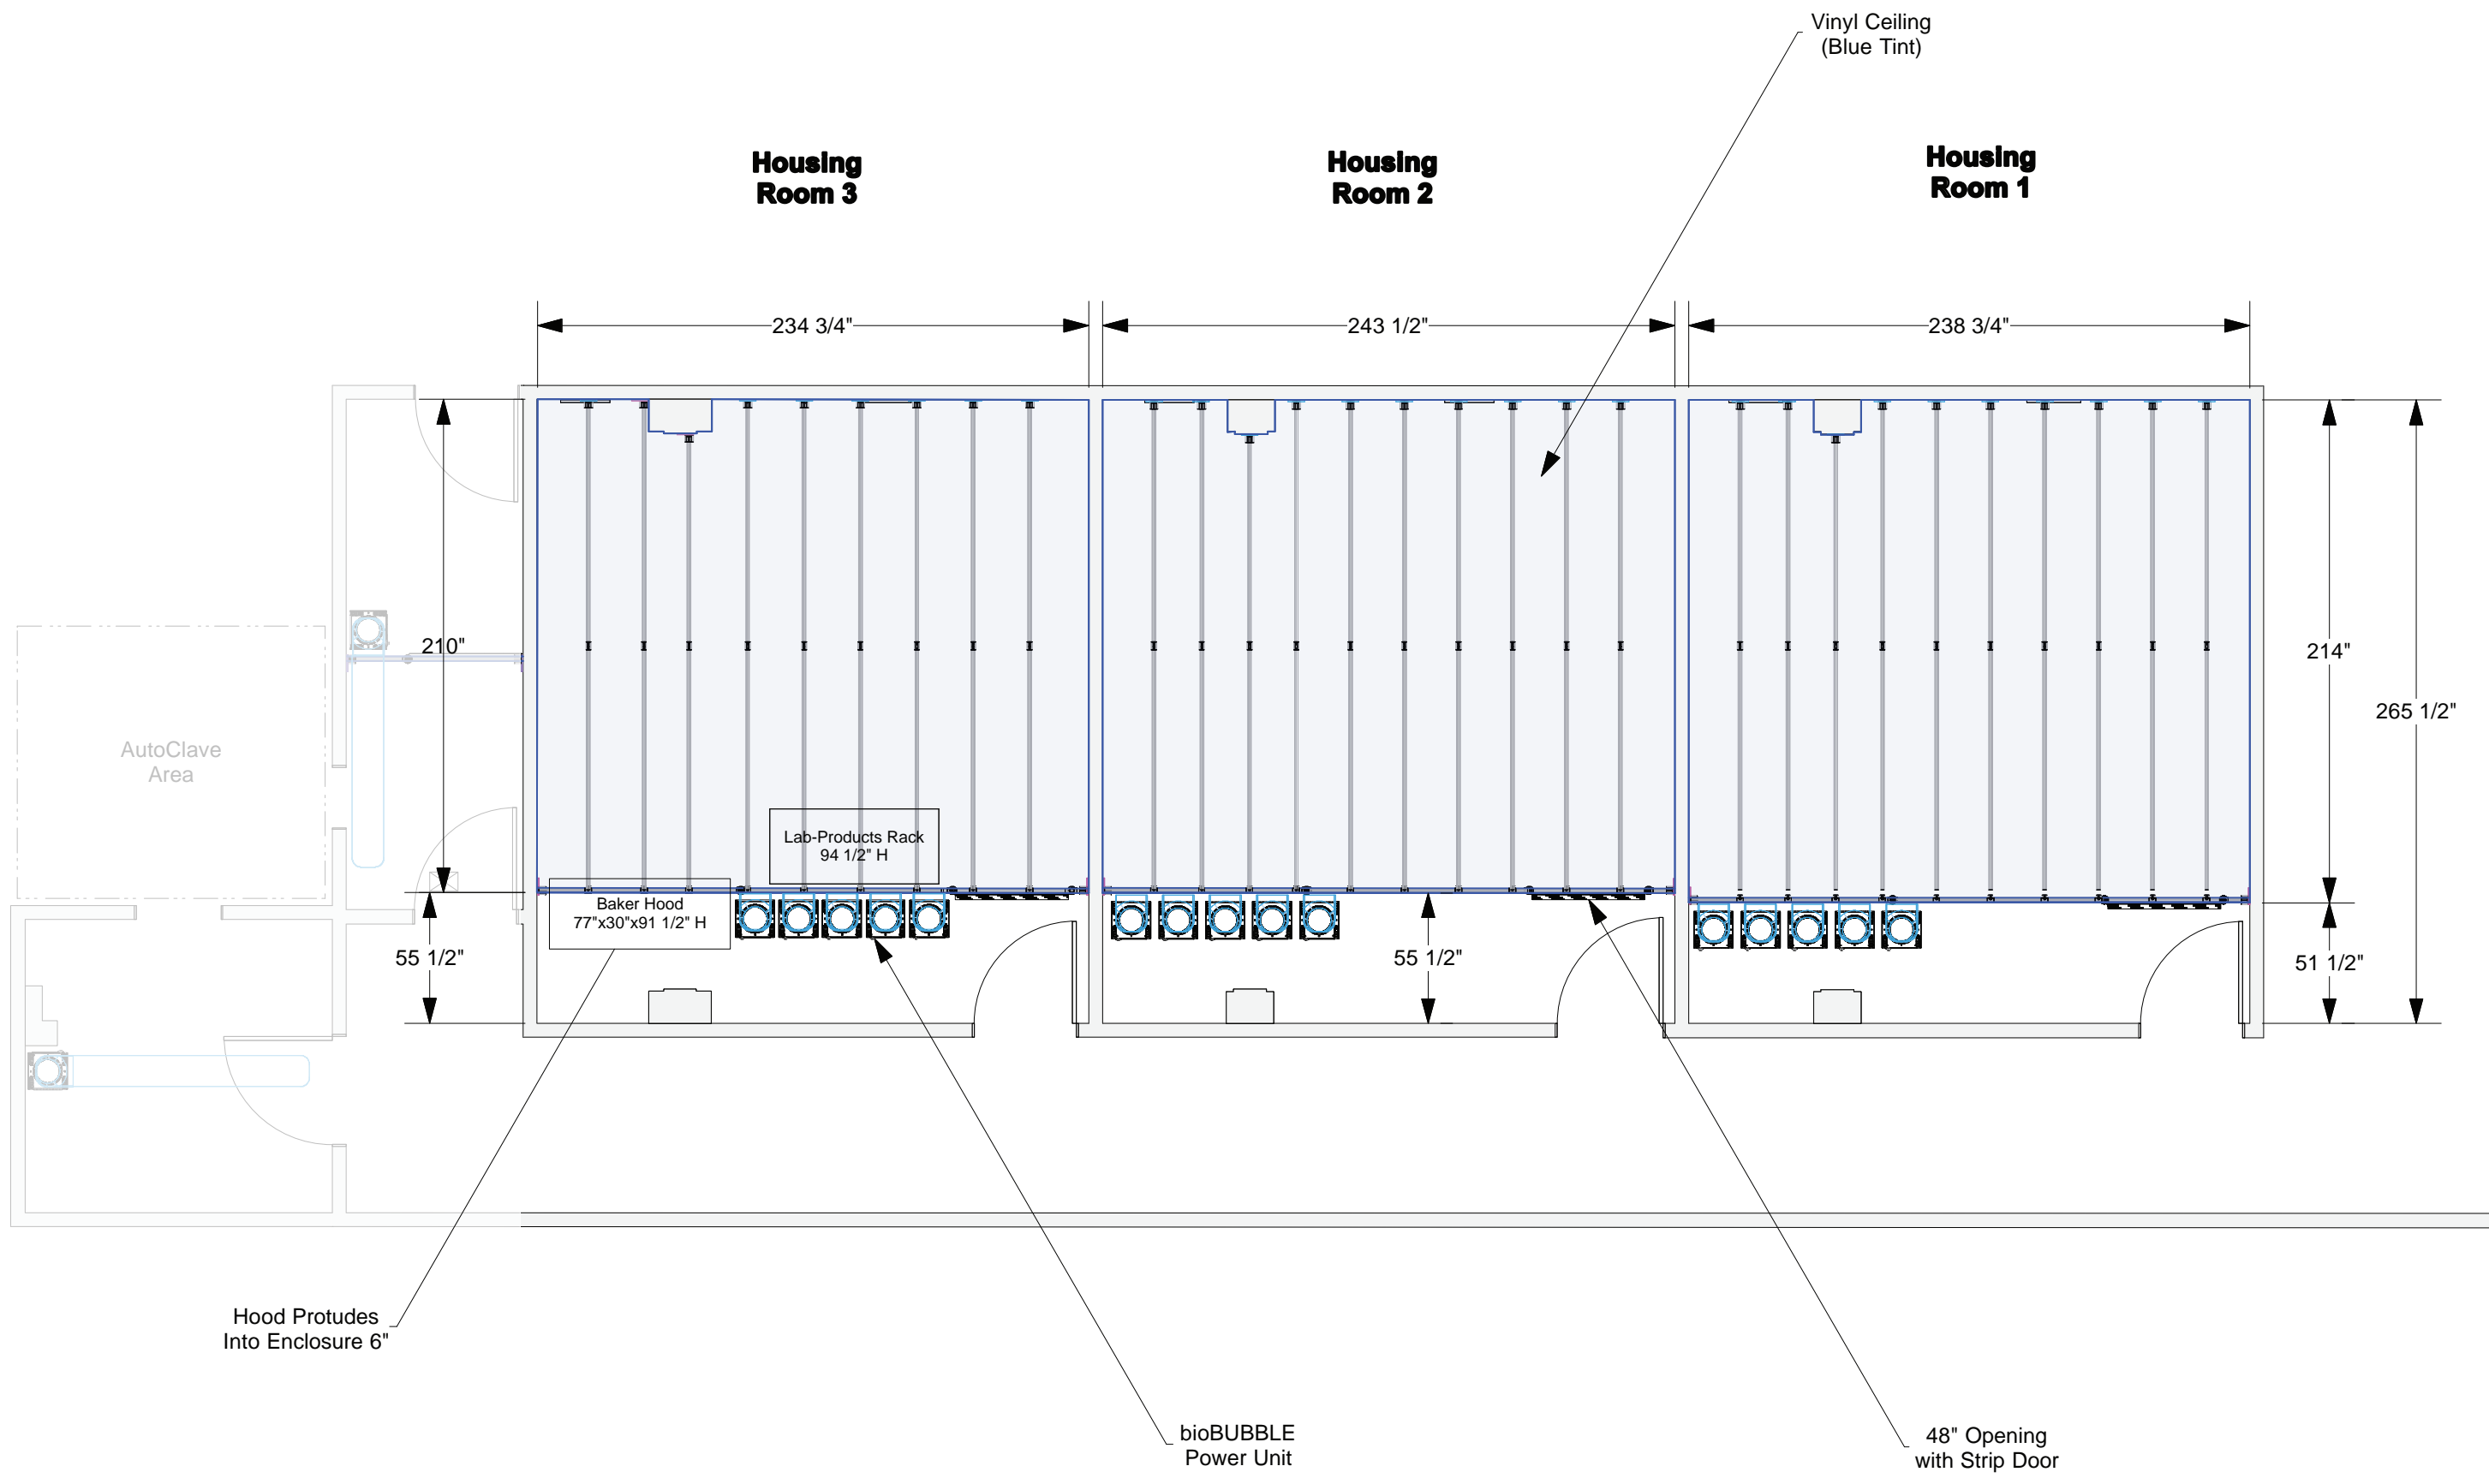 Vinyl Ceiling
(Blue Tint)
Housing
Room 3
Housing
Room 2
Housing
Room 1
234 3/4"
243 1/2"
238 3/4"
210"
214"
265 1/2"
AutoClave
Area
Lab-Products Rack
94 1/2" H
Baker Hood
77"x30"x91 1/2" H
55 1/2"
55 1/2"
51 1/2"
Hood Protudes
Into Enclosure 6"
bioBUBBLE
Power Unit
48" Opening
with Strip Door